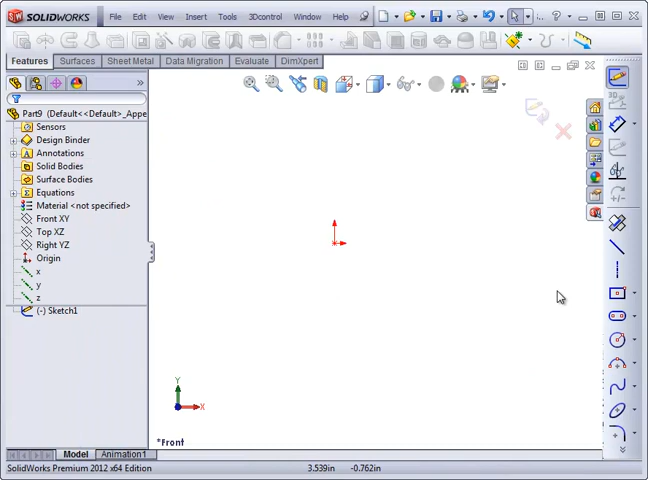 SW SOLIDWORKS File Edit View Insert Tools 3Dcontrol Window Help
Features Surfaces Sheet Metal Data Migration Evaluate DimXpert
Part9 (Default<<Default>_Appe
Sensors
Design Binder
Annotations
Solid Bodies
Surface Bodies
Equations
Material <not specified>
Front XY
Top XZ
Right YZ
Origin
x
y
z
(-) Sketch1
3D
Y
X
*Front
Model Animation1
SolidWorks Premium 2012 x64 Edition 3.539in -0.762in